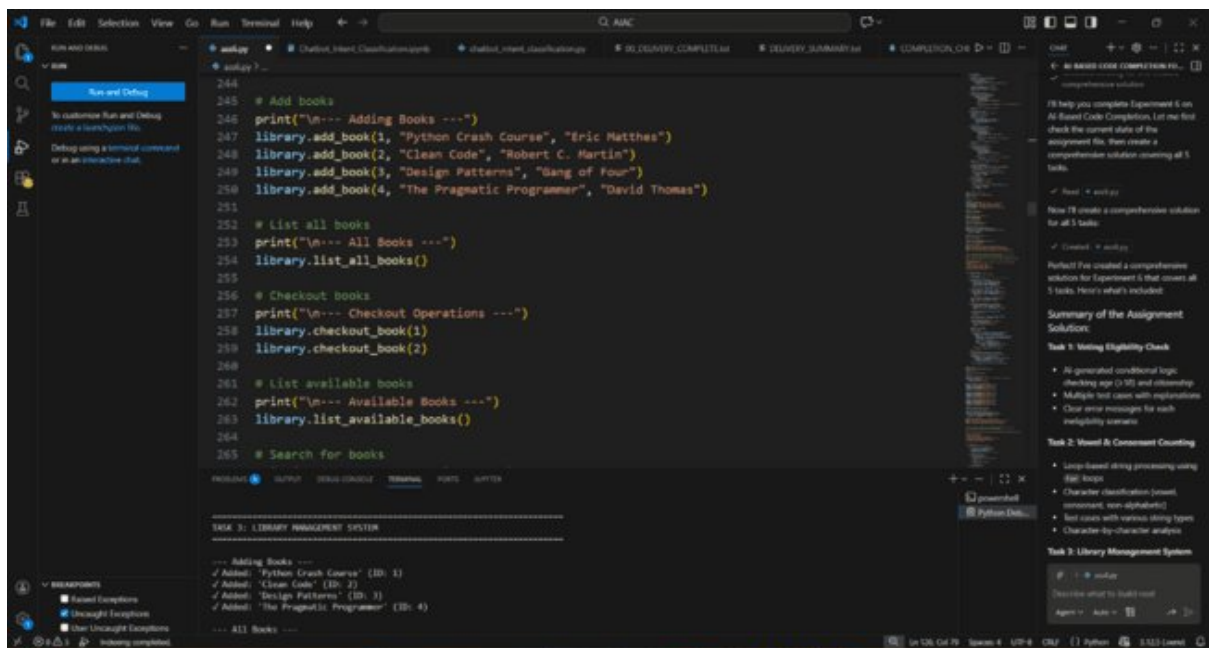 File Edit Selection View Go Run Terminal Help
AIAC
RUN AND DEBUG
RUN
Run and Debug
To customize Run and Debug
create a launch.json file.
Debug using a terminal command
or in an interactive chat.
Chatbot_Intent_Classification.ipynb
chatbot_intent_classification.py
00_DELIVERY_COMPLETE.txt
DELIVERY_SUMMARY.txt
244
245 # Add books
246 print("\n--- Adding Books ---")
247 library.add_book(1, "Python Crash Course", "Eric Matthes")
248 library.add_book(2, "Clean Code", "Robert C. Martin")
249 library.add_book(3, "Design Patterns", "Gang of Four")
250 library.add_book(4, "The Pragmatic Programmer", "David Thomas")
251
252 # List all books
253 print("\n--- All Books ---")
254 library.list_all_books()
255
256 # Checkout books
257 print("\n--- Checkout Operations ---")
258 library.checkout_book(1)
259 library.checkout_book(2)
260
261 # List available books
262 print("\n--- Available Books ---")
263 library.list_available_books()
264
265 # Search for books
PROBLEMS OUTPUT DEBUG CONSOLE TERMINAL PORTS JUPYTER
powershell
Python Deb...
TASK 3: LIBRARY MANAGEMENT SYSTEM
--- Adding Books ---
✓ Added: 'Python Crash Course' (ID: 1)
✓ Added: 'Clean Code' (ID: 2)
✓ Added: 'Design Patterns' (ID: 3)
✓ Added: 'The Pragmatic Programmer' (ID: 4)
--- All Books ---
BREAKPOINTS
Raised Exceptions
Uncaught Exceptions
User Uncaught Exceptions
CHAT
AI-BASED CODE COMPLETION FO...
comprehensive solution
I'll help you complete Experiment 6 on
AI-Based Code Completion. Let me first
check the current state of the
assignment file, then create a
comprehensive solution covering all 5
tasks.
Now I'll create a comprehensive solution
for all 5 tasks:
Perfect! I've created a comprehensive
solution for Experiment 6 that covers all
5 tasks. Here's what's included:
Summary of the Assignment
Solution:
Task 1: Voting Eligibility Check
• AI-generated conditional logic
checking age (≥18) and citizenship
• Multiple test cases with explanations
• Clear error messages for each
ineligibility scenario
Task 2: Vowel & Consonant Counting
• Loop-based string processing using
for loops
• Character classification (vowel,
consonant, non-alphabetic)
• Test cases with various string types
• Character-by-character analysis
Task 3: Library Management System
Describe what to build next
Agent Auto
Indexing completed.
Spaces: 4 UTF-8 CRLF {} Python